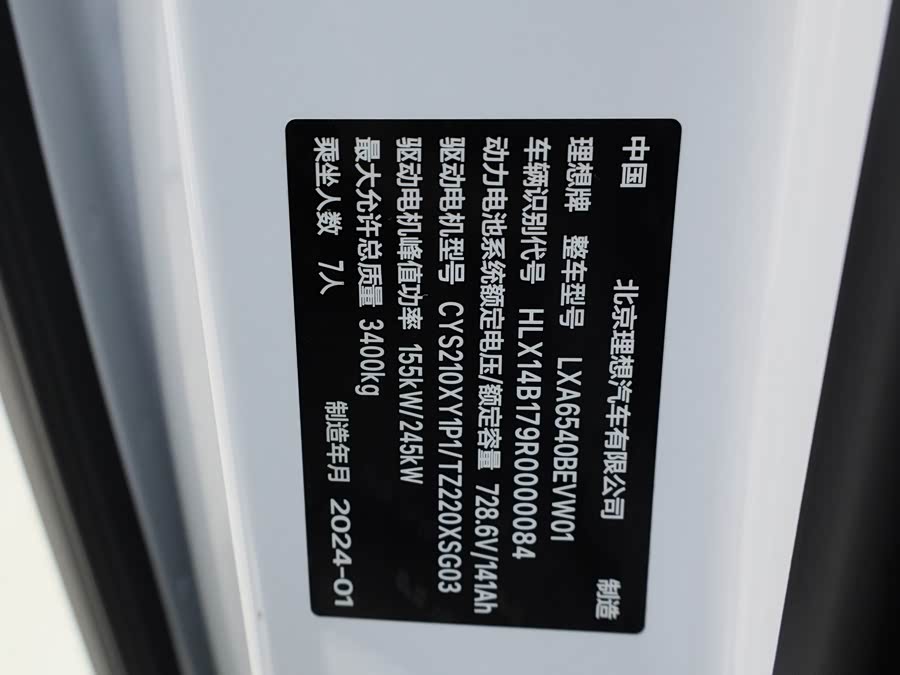 中国 北京理想汽车有限公司 制造
理想牌 整车型号 LXA6540BEVW01
车辆识别代号 HLX14B179R0000084
动力电池系统额定电压/额定容量 728.6V/141Ah
驱动电机型号 CYS210XY1P1/TZ220XSG03
驱动电机峰值功率 155kW/245kW
最大允许总质量 3400kg
乘坐人数 7人 制造年月 2024-01